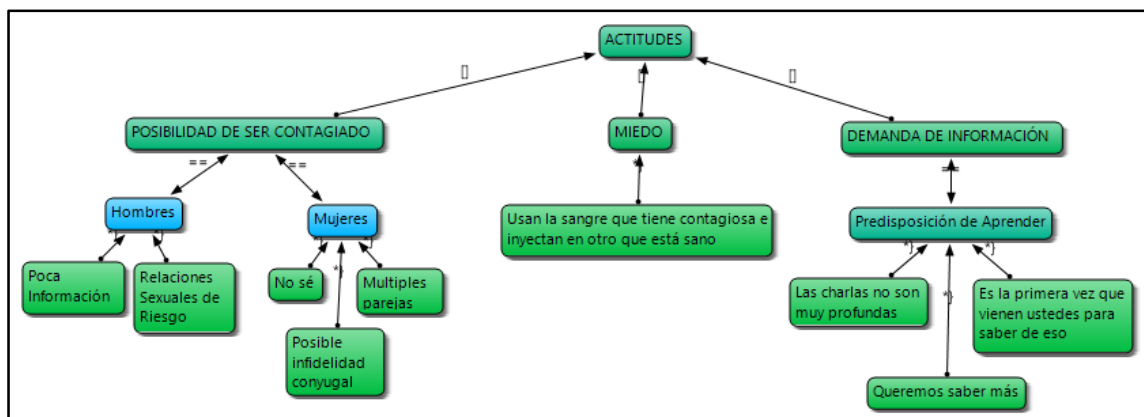 ACTITUDES
[]
[]
[]
POSIBILIDAD DE SER CONTAGIADO
MIEDO
DEMANDA DE INFORMACIÓN
==
==
*}
==
Hombres
Mujeres
Usan la sangre que tiene contagiosa e
inyectan en otro que está sano
Predisposición de Aprender
*}
*}
*}
*}
*}
*}
*}
*}
Poca
Información
Relaciones
Sexuales de
Riesgo
No sé
Multiples
parejas
Posible
infidelidad
conyugal
Las charlas no son
muy profundas
Es la primera vez que
vienen ustedes para
saber de eso
Queremos saber más